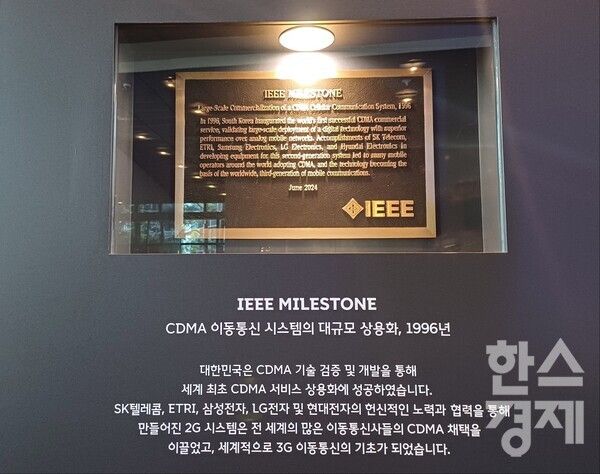 IEEE MILESTONE
Large-Scale Commercialization of a CDMA Cellular Communication System, 1996
In 1996, South Korea inaugurated the world's first successful CDMA commercial
service, validating large-scale deployment of a digital technology with superior
performance over analog mobile networks. Accomplishments of SK Telecom,
ETRI, Samsung Electronics, LG Electronics, and Hyundai Electronics in
developing equipment for this second-generation system led to many mobile
operators around the world adopting CDMA, and the technology becoming the
basis of the worldwide, third-generation of mobile communications.
June 2024
IEEE
IEEE MILESTONE
CDMA 이동통신 시스템의 대규모 상용화, 1996년
대한민국은 CDMA 기술 검증 및 개발을 통해
세계 최초 CDMA 서비스 상용화에 성공하였습니다.
SK텔레콤, ETRI, 삼성전자, LG전자 및 현대전자의 헌신적인 노력과 협력을 통해
만들어진 2G 시스템은 전 세계의 많은 이동통신사들의 CDMA 채택을
이끌었고, 세계적으로 3G 이동통신의 기초가 되었습니다.
한스
경제